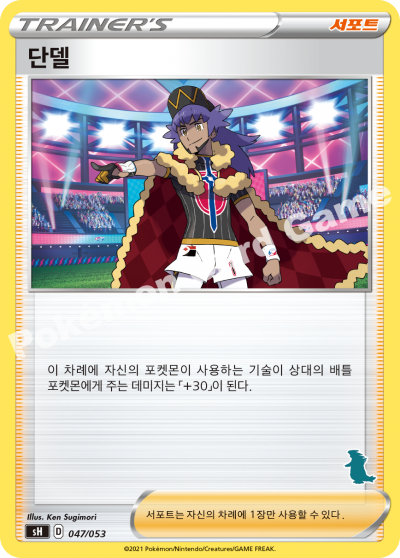 TRAINER'S 서포트
단델
Pokémon Card Game
이 차례에 자신의 포켓몬이 사용하는 기술이 상대의 배틀
포켓몬에게 주는 데미지는 「+30」이 된다.
Illus. Ken Sugimori
sH D 047/053
서포트는 자신의 차례에 1장만 사용할 수 있다.
©2021 Pokémon/Nintendo/Creatures/GAME FREAK.